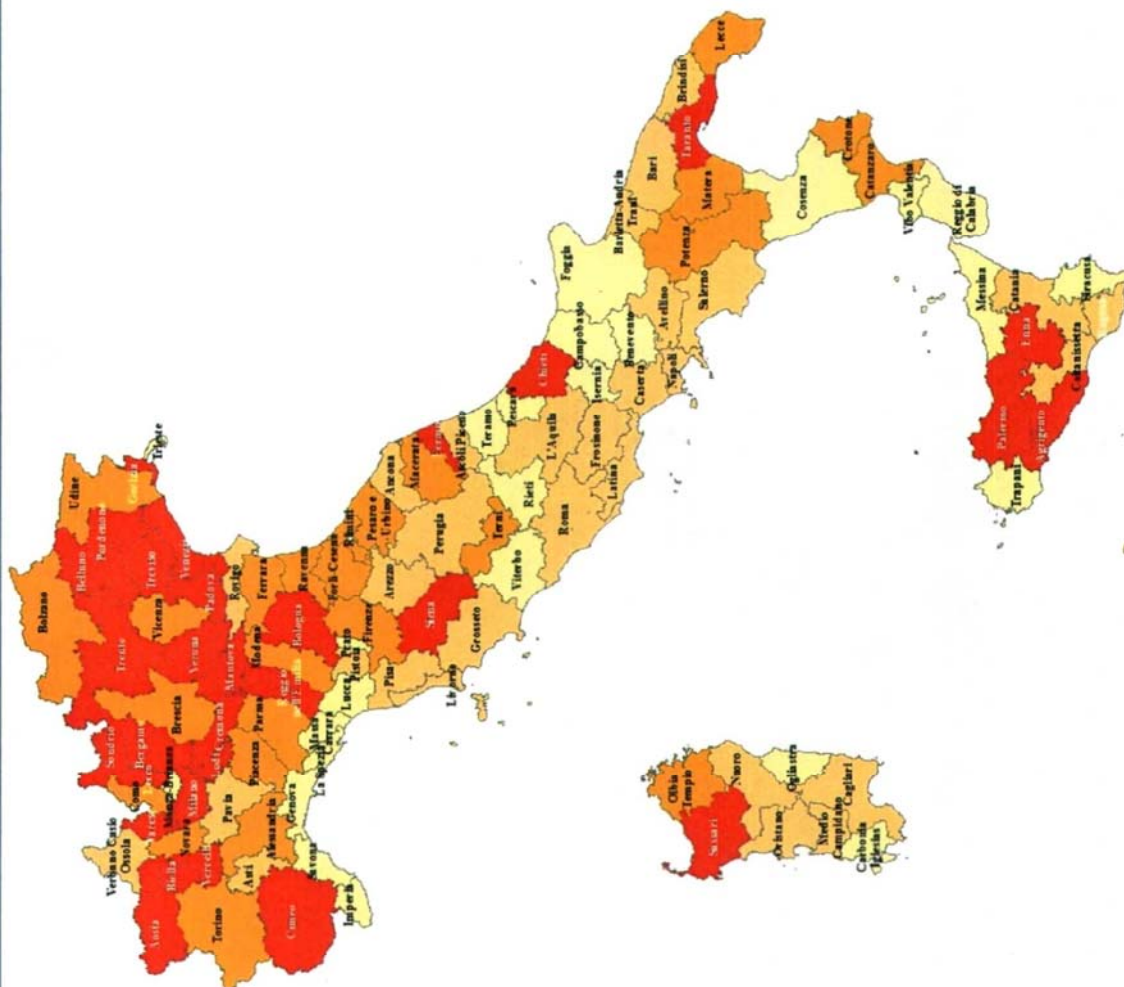 Bolzano
Udine
Belluno
Pordenone
Gorizia
Trieste
Sondrio
Trento
Treviso
Venezia
Vicenza
Verona
Padova
Rovigo
Bergamo
Brescia
Mantova
Cremona
Lodi
Lecco
Como
Varese
Milano
Pavia
Verbano Cusio
Ossola
Novara
Aosta
Biella
Vercelli
Torino
Asti
Alessandria
Cuneo
Imperia
Savona
Genova
La Spezia
Piacenza
Parma
Reggio
nell'Emilia
Modena
Bologna
Ferrara
Ravenna
Forlì-Cesena
Rimini
Massa
Carrara
Lucca
Pistoia
Prato
Firenze
Pisa
Livorno
Arezzo
Siena
Grosseto
Pesaro e
Urbino
Ancona
Macerata
Fermo
Ascoli Piceno
Perugia
Terni
Viterbo
Rieti
Roma
Latina
Frosinone
Teramo
Pescara
L'Aquila
Chieti
Isernia
Campobasso
Caserta
Benevento
Napoli
Avellino
Salerno
Foggia
Barletta-Andria
Trani
Bari
Taranto
Brindisi
Lecce
Potenza
Matera
Cosenza
Crotone
Catanzaro
Vibo Valentia
Reggio di
Calabria
Messina
Catania
Siracusa
Enna
Caltanissetta
Palermo
Agrigento
Trapani
Olbia
Tempio
Sassari
Nuoro
Oristano
Ogliastra
Medio
Campidano
Cagliari
Carbonia
Iglesias